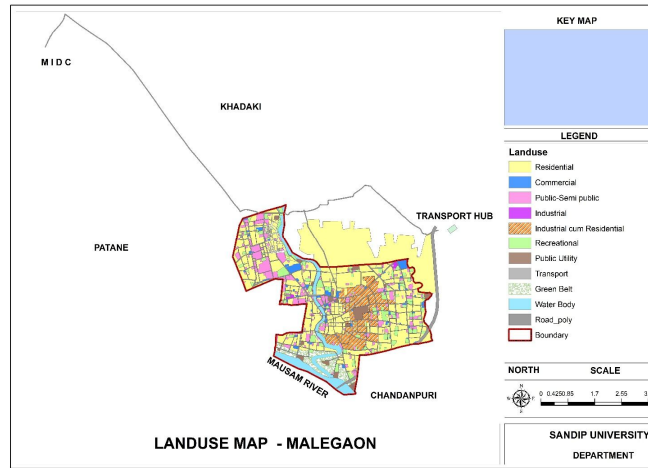 KEY MAP
M I D C
KHADAKI
LEGEND
Landuse
Residential
Commercial
Public-Semi public
Industrial
Industrial cum Residential
Recreational
Public Utility
Transport
Green Belt
Water Body
Road_poly
Boundary
TRANSPORT HUB
PATANE
MAUSAM RIVER
CHANDANPURI
NORTH
SCALE
N
0 0.4250.85 1.7 2.55
LANDUSE MAP - MALEGAON
SANDIP UNIVERSITY
DEPARTMENT